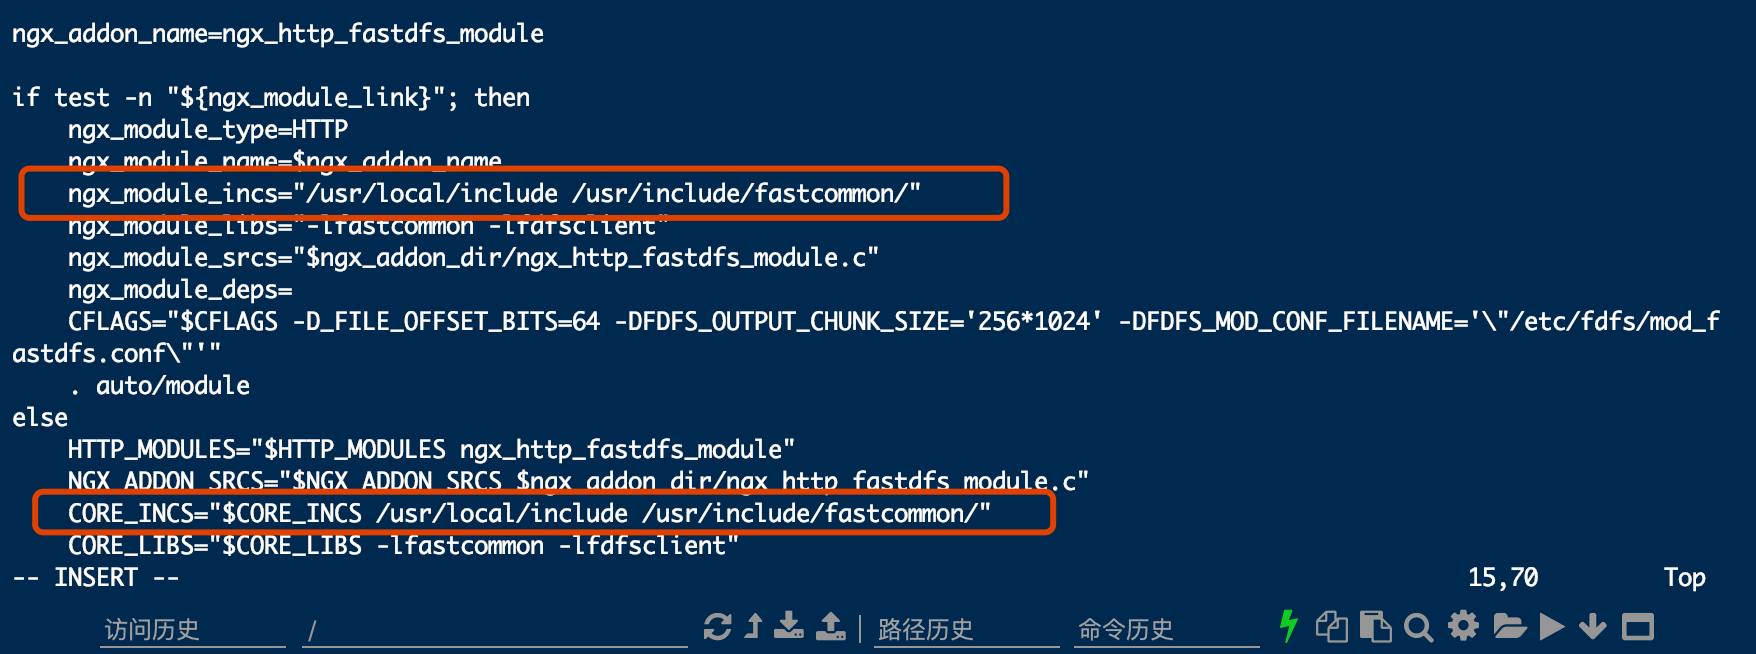 ngx_addon_name=ngx_http_fastdfs_module
if test -n "${ngx_module_link}"; then
    ngx_module_type=HTTP
    ngx_module_name=$ngx_addon_name
    ngx_module_incs="/usr/local/include /usr/include/fastcommon/"
    ngx_module_libs="-lfastcommon -lfdfsclient"
    ngx_module_srcs="$ngx_addon_dir/ngx_http_fastdfs_module.c"
    ngx_module_deps=
    CFLAGS="$CFLAGS -D_FILE_OFFSET_BITS=64 -DFDFS_OUTPUT_CHUNK_SIZE='256*1024' -DFDFS_MOD_CONF_FILENAME='\"/etc/fdfs/mod_f
astdfs.conf\"'"
    . auto/module
else
    HTTP_MODULES="$HTTP_MODULES ngx_http_fastdfs_module"
    NGX_ADDON_SRCS="$NGX_ADDON_SRCS $ngx_addon_dir/ngx_http_fastdfs_module.c"
    CORE_INCS="$CORE_INCS /usr/local/include /usr/include/fastcommon/"
    CORE_LIBS="$CORE_LIBS -lfastcommon -lfdfsclient"
-- INSERT -- 15,70 Top
访问历史 / 路径历史 命令历史